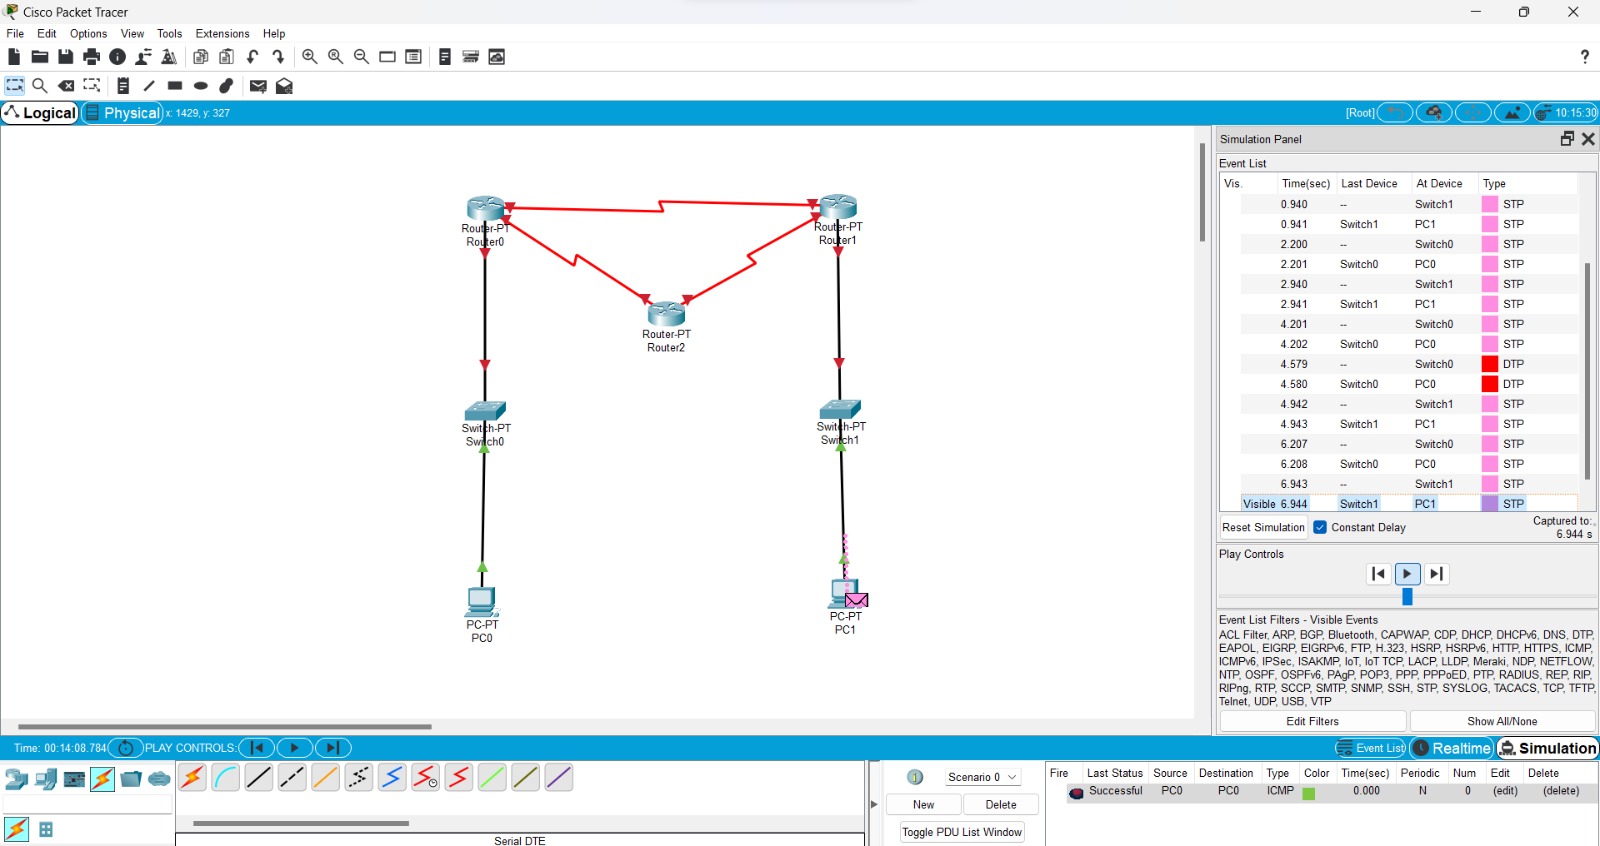 Cisco Packet Tracer
File Edit Options View Tools Extensions Help
?
Logical Physical x: 1429, y: 327 [Root] 10:15:30
Router-PT
Router0
Router-PT
Router1
Router-PT
Router2
Switch-PT
Switch0
Switch-PT
Switch1
PC-PT
PC0
PC-PT
PC1
Simulation Panel
Event List
Vis. Time(sec) Last Device At Device Type
0.940 -- Switch1 STP
0.941 Switch1 PC1 STP
2.200 -- Switch0 STP
2.201 Switch0 PC0 STP
2.940 -- Switch1 STP
2.941 Switch1 PC1 STP
4.201 -- Switch0 STP
4.202 Switch0 PC0 STP
4.579 -- Switch0 DTP
4.580 Switch0 PC0 DTP
4.942 -- Switch1 STP
4.943 Switch1 PC1 STP
6.207 -- Switch0 STP
6.208 Switch0 PC0 STP
6.943 -- Switch1 STP
Visible 6.944 Switch1 PC1 STP
Reset Simulation Constant Delay Captured to:
6.944 s
Play Controls
Event List Filters - Visible Events
ACL Filter, ARP, BGP, Bluetooth, CAPWAP, CDP, DHCP, DHCPv6, DNS, DTP,
EAPOL, EIGRP, EIGRPv6, FTP, H.323, HSRP, HSRPv6, HTTP, HTTPS, ICMP,
ICMPv6, IPSec, ISAKMP, IoT, IoT TCP, LACP, LLDP, Meraki, NDP, NETFLOW,
NTP, OSPF, OSPFv6, PAgP, POP3, PPP, PPPoED, PTP, RADIUS, REP, RIP,
RIPng, RTP, SCCP, SMTP, SNMP, SSH, STP, SYSLOG, TACACS, TCP, TFTP,
Telnet, UDP, USB, VTP
Edit Filters Show All/None
Time: 00:14:08.784 PLAY CONTROLS: Event List Realtime Simulation
Serial DTE
Scenario 0
New Delete
Toggle PDU List Window
Fire Last Status Source Destination Type Color Time(sec) Periodic Num Edit Delete
Successful PC0 PC0 ICMP 0.000 N 0 (edit) (delete)